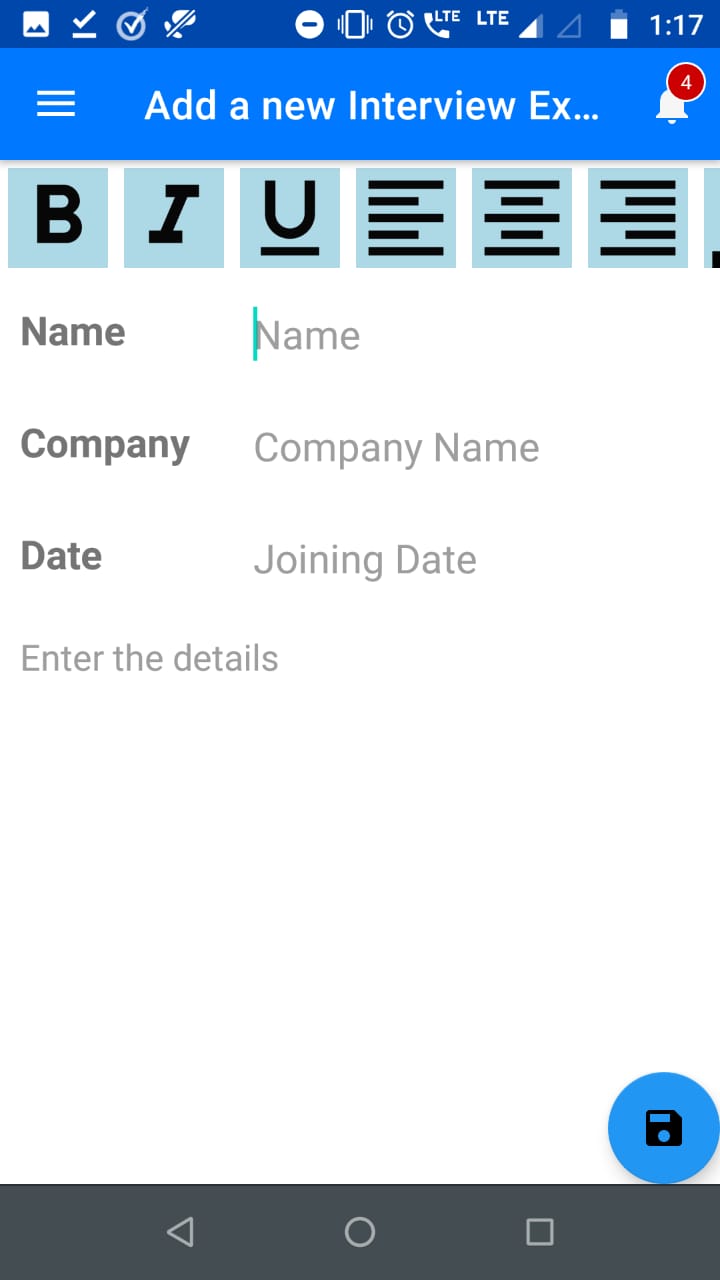 LTE LTE 1:17
Add a new Interview Ex... 4
B I U
Name Name
Company Company Name
Date Joining Date
Enter the details